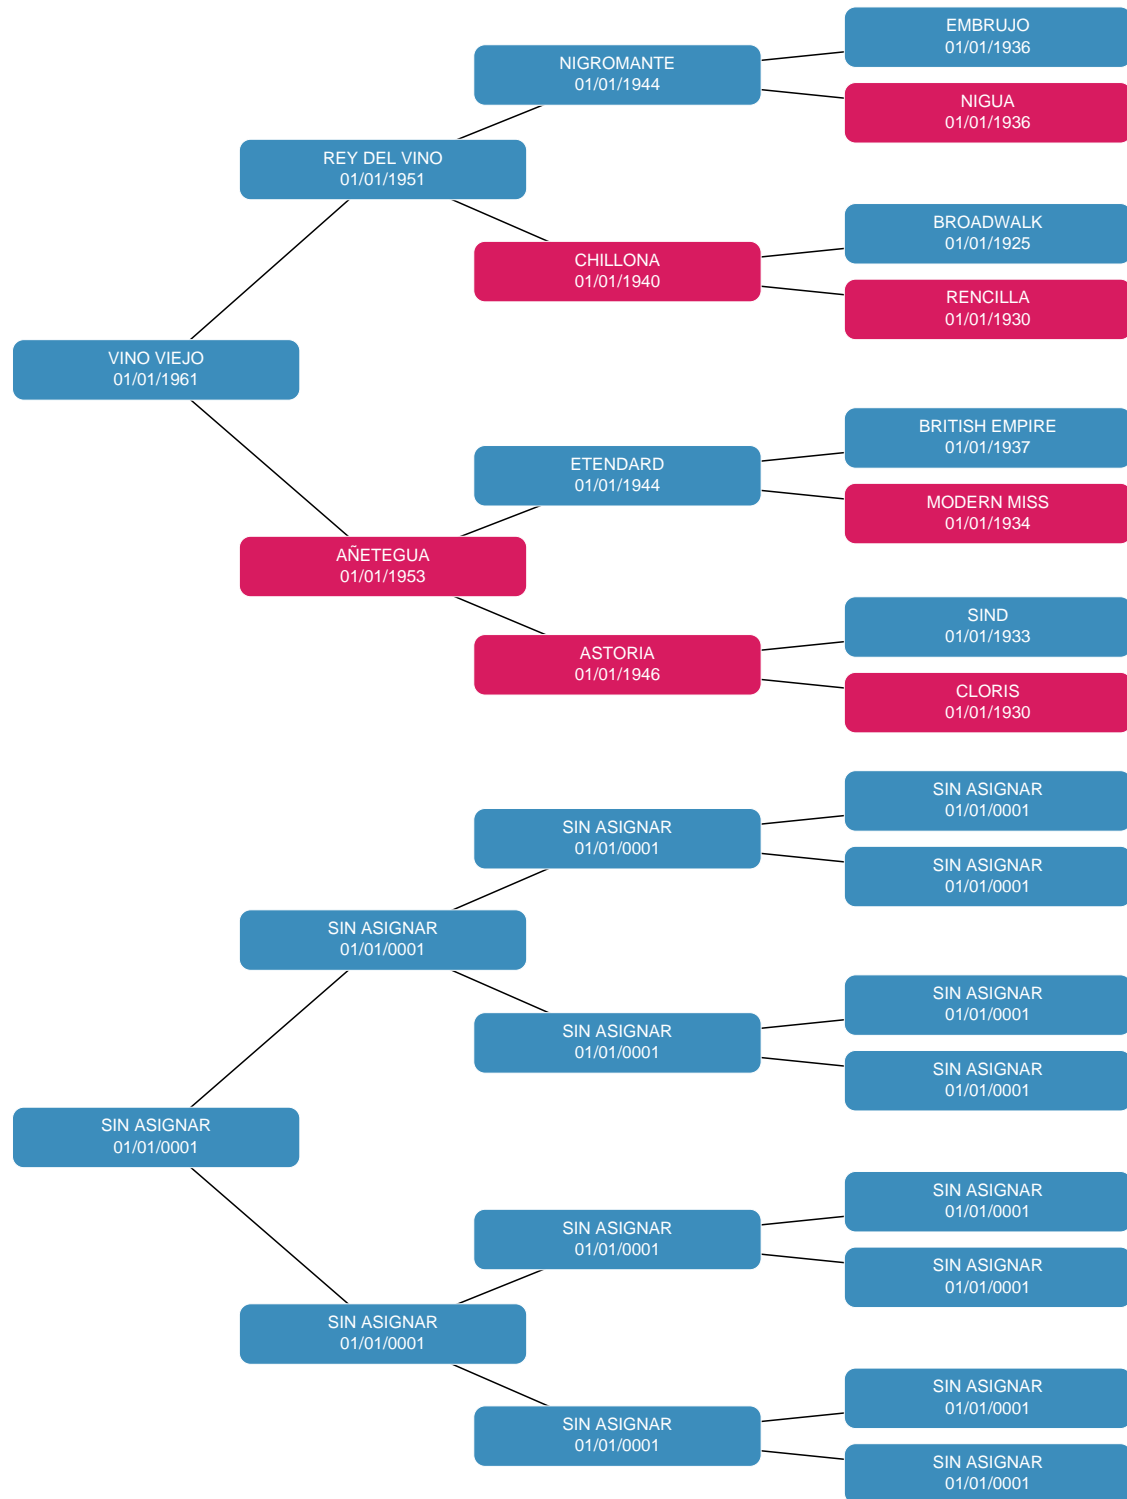 EMBRUJO
01/01/1936
NIGROMANTE
01/01/1944
NIGUA
01/01/1936
REY DEL VINO
01/01/1951
BROADWALK
01/01/1925
CHILLONA
01/01/1940
RENCILLA
01/01/1930
VINO VIEJO
01/01/1961
BRITISH EMPIRE
01/01/1937
ETENDARD
01/01/1944
MODERN MISS
01/01/1934
AÑETEGUA
01/01/1953
SIND
01/01/1933
ASTORIA
01/01/1946
CLORIS
01/01/1930
SIN ASIGNAR
01/01/0001
SIN ASIGNAR
01/01/0001
SIN ASIGNAR
01/01/0001
SIN ASIGNAR
01/01/0001
SIN ASIGNAR
01/01/0001
SIN ASIGNAR
01/01/0001
SIN ASIGNAR
01/01/0001
SIN ASIGNAR
01/01/0001
SIN ASIGNAR
01/01/0001
SIN ASIGNAR
01/01/0001
SIN ASIGNAR
01/01/0001
SIN ASIGNAR
01/01/0001
SIN ASIGNAR
01/01/0001
SIN ASIGNAR
01/01/0001
SIN ASIGNAR
01/01/0001